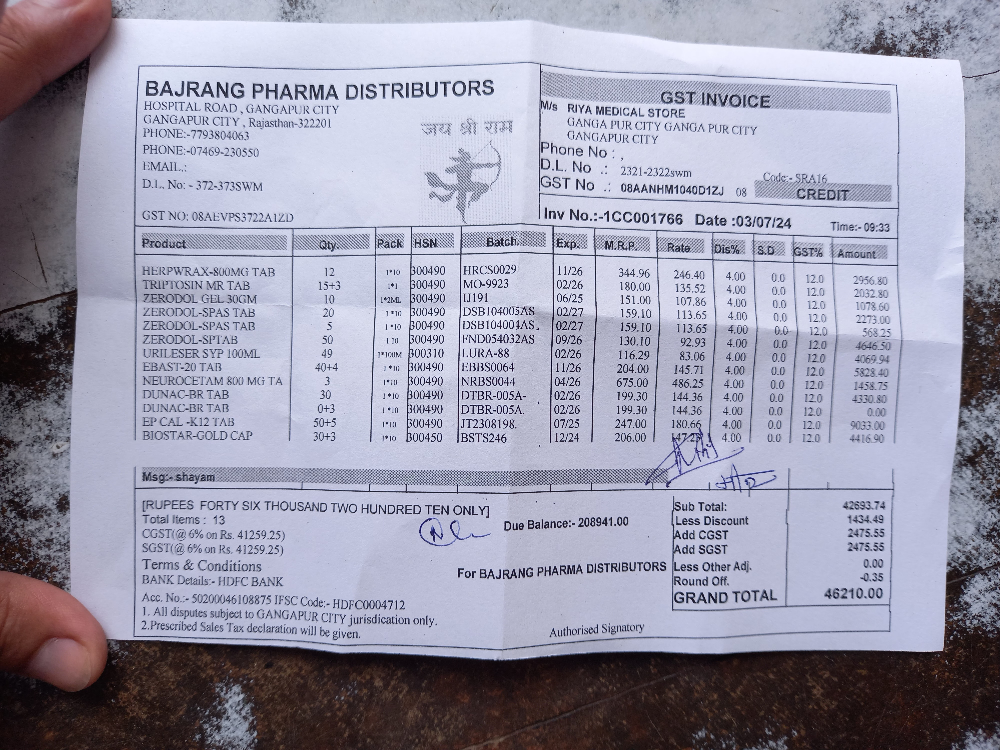 BAJRANG PHARMA DISTRIBUTORS
HOSPITAL ROAD , GANGAPUR CITY
GANGAPUR CITY , Rajasthan-322201
PHONE:-7793804063
PHONE:-07469-230550
EMAIL.:
D.L. No: - 372-373SWM
GST NO: 08AEVPS3722A1ZD
जय श्री राम
GST INVOICE
M/s RIYA MEDICAL STORE
GANGA PUR CITY GANGA PUR CITY
GANGAPUR CITY
Phone No : ,
D.L. No .: 2321-2322swm
Code:- SRA16
GST No .: 08AANHM1040D1ZJ 08 CREDIT
Inv No.:-1CC001766 Date :03/07/24 Time:- 09:33
Product Qty. Pack HSN Batch. Exp. M.R.P. Rate Dis% S.D GST% Amount
HERPWRAX-800MG TAB 12 1*10 300490 HRCS0029 11/26 344.96 246.40 4.00 0.0 12.0 2956.80
TRIPTOSIN MR TAB 15+3 1*1 300490 MO-9923 02/26 180.00 135.52 4.00 0.0 12.0 2032.80
ZERODOL GEL 30GM 10 1*2ML 300490 IJ191 06/25 151.00 107.86 4.00 0.0 12.0 1078.60
ZERODOL-SPAS TAB 20 1*10 300490 DSB104005AS 02/27 159.10 113.65 4.00 0.0 12.0 2273.00
ZERODOL-SPAS TAB 5 1*10 300490 DSB104004AS. 02/27 159.10 113.65 4.00 0.0 12.0 568.25
ZERODOL-SPTAB 50 1.*10 300490 FND054032AS 09/26 130.10 92.93 4.00 0.0 12.0 4646.50
URILESER SYP 100ML 49 1*100M 300310 LURA-88 02/26 116.29 83.06 4.00 0.0 12.0 4069.94
EBAST-20 TAB 40+4 1*10 300490 EBBS0064 11/26 204.00 145.71 4.00 0.0 12.0 5828.40
NEUROCETAM 800 MG TA 3 1*10 300490 NRBS0044 04/26 675.00 486.25 4.00 0.0 12.0 1458.75
DUNAC-BR TAB 30 1*10 300490 DTBR-005A- 02/26 199.30 144.36 4.00 0.0 12.0 4330.80
DUNAC-BR TAB 0+3 1*10 300490 DTBR-005A. 02/26 199.30 144.36 4.00 0.0 12.0 0.00
EP CAL -K12 TAB 50+5 1*10 300490 JT2308198. 07/25 247.00 180.66 4.00 0.0 12.0 9033.00
BIOSTAR-GOLD CAP 30+3 1*10 300450 BSTS246 12/24 206.00 147.23 4.00 0.0 12.0 4416.90
Msg:- shayam
[RUPEES FORTY SIX THOUSAND TWO HUNDRED TEN ONLY]
Total Items : 13
Due Balance:- 208941.00
CGST(@ 6% on Rs. 41259.25)
SGST(@ 6% on Rs. 41259.25)
Terms & Conditions
For BAJRANG PHARMA DISTRIBUTORS
BANK Details:- HDFC BANK
Acc. No.:- 50200046108875 IFSC Code:- HDFC0004712
1. All disputes subject to GANGAPUR CITY jurisdication only.
2.Prescribed Sales Tax declaration will be given.
Authorised Signatory
Sub Total: 42693.74
Less Discount 1434.49
Add CGST 2475.55
Add SGST 2475.55
Less Other Adj. 0.00
Round Off. -0.35
GRAND TOTAL 46210.00